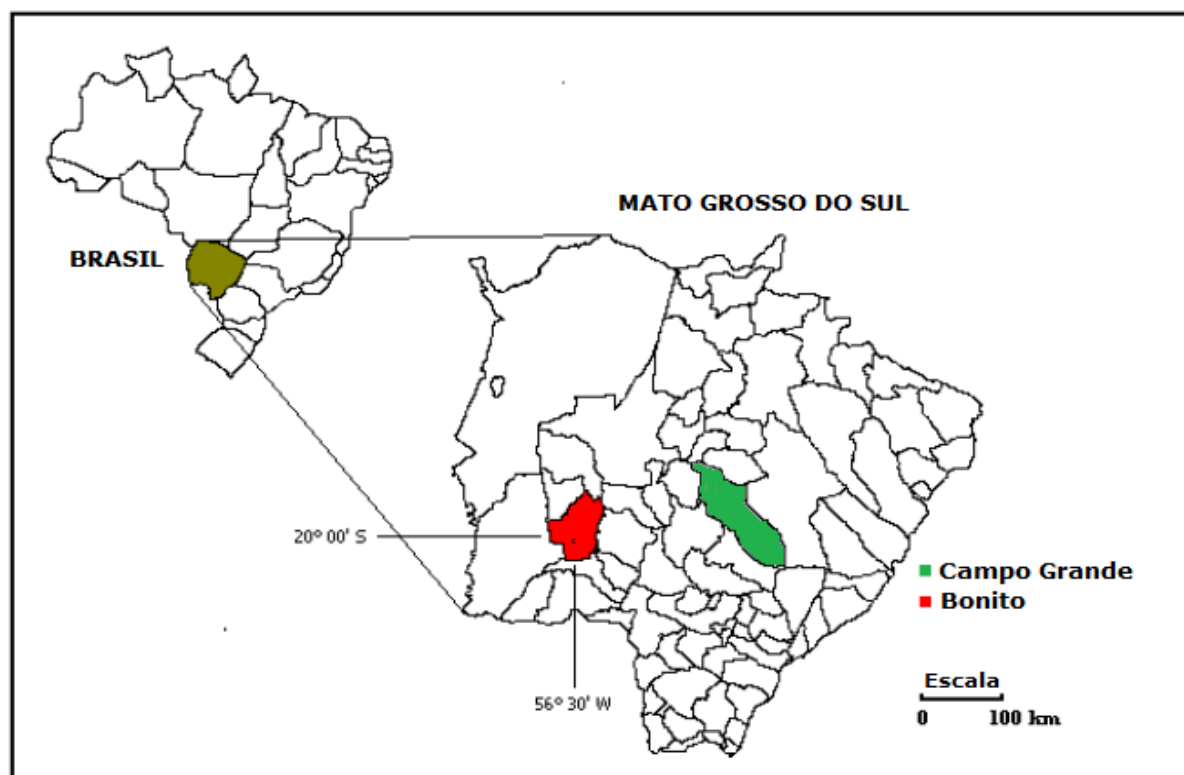 MATO GROSSO DO SUL
BRASIL
20° 00' S
56° 30' W
Campo Grande
Bonito
Escala
0 100 km